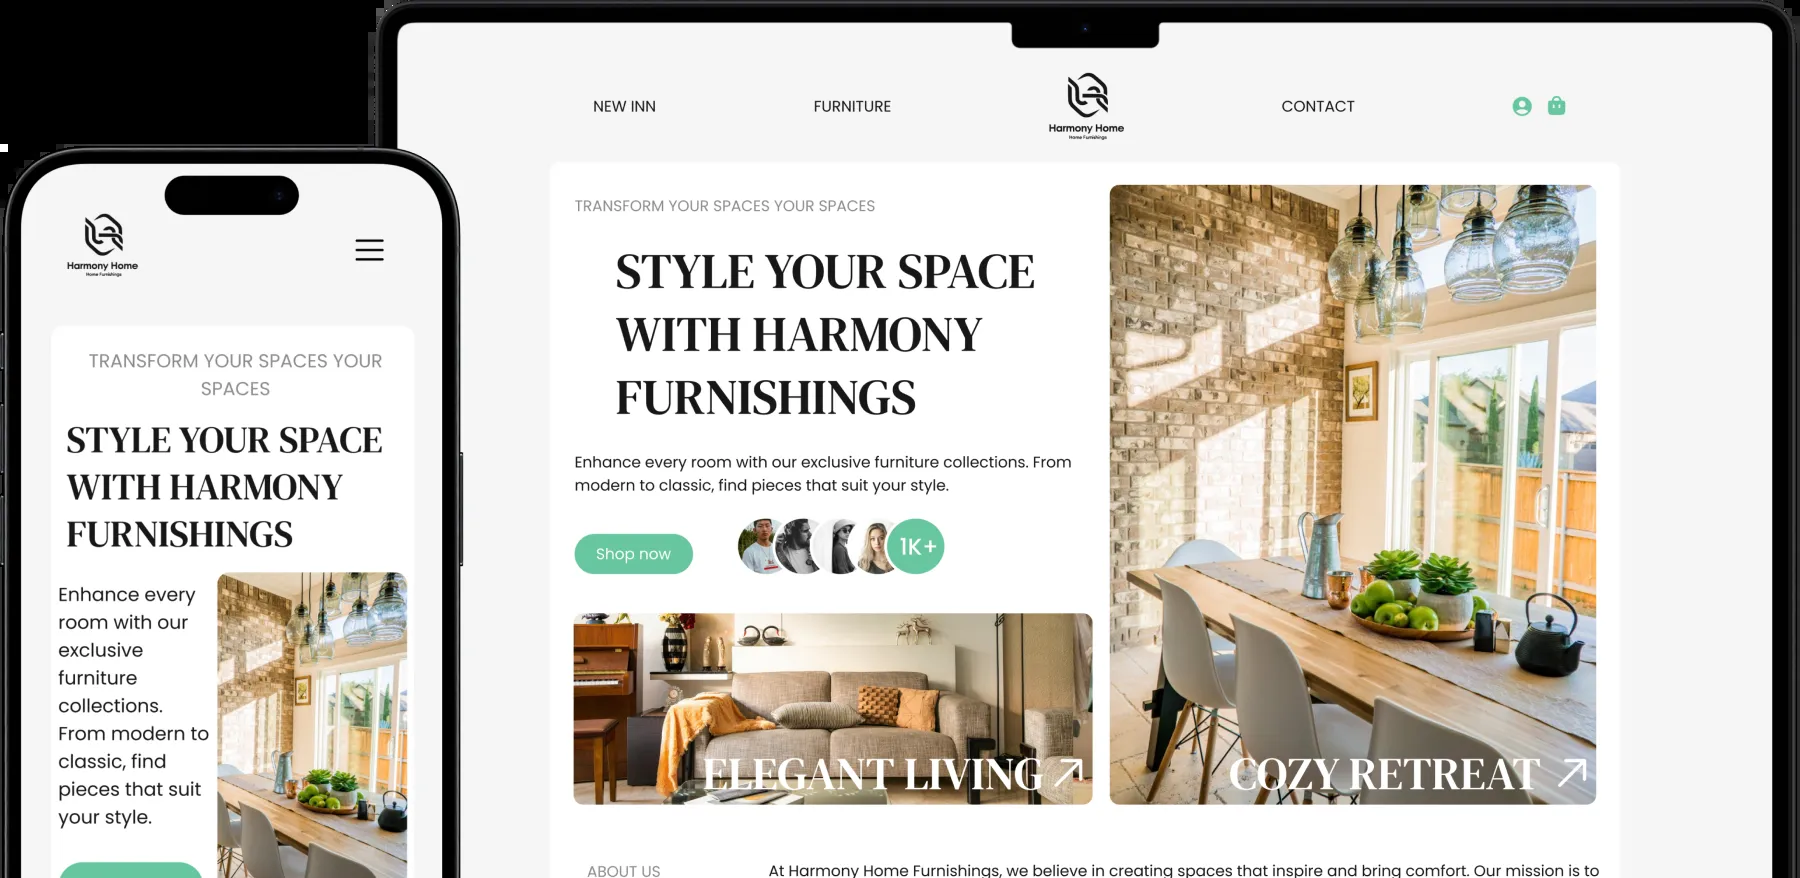 NEW INN
FURNITURE
Harmony Home
Home Furnishings
CONTACT
TRANSFORM YOUR SPACES YOUR SPACES
STYLE YOUR SPACE
WITH HARMONY
FURNISHINGS
Enhance every room with our exclusive furniture collections. From
modern to classic, find pieces that suit your style.
Shop now
1K+
ELEGANT LIVING
COZY RETREAT
ABOUT US
At Harmony Home Furnishings, we believe in creating spaces that inspire and bring comfort. Our mission is to
Harmony Home
Home Furnishings
TRANSFORM YOUR SPACES YOUR
SPACES
STYLE YOUR SPACE
WITH HARMONY
FURNISHINGS
Enhance every
room with our
exclusive
furniture
collections.
From modern to
classic, find
pieces that suit
your style.